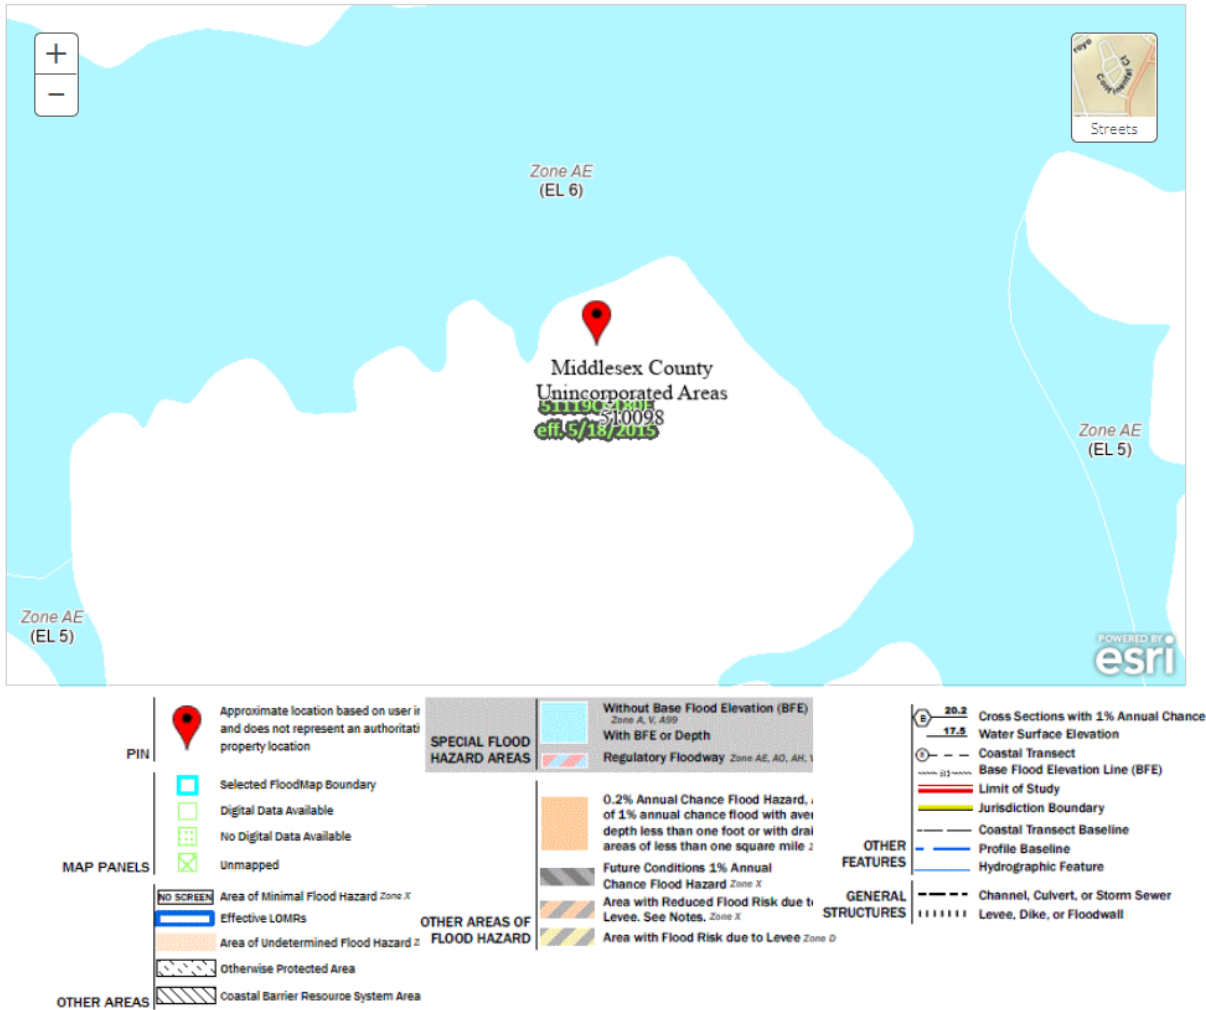 +
−
royo
Continental Ct
Streets
Zone AE
(EL 6)
Middlesex County
Unincorporated Areas
510098
eff. 5/18/2015
Zone AE
(EL 5)
Zone AE
(EL 5)
POWERED BY
esri
PIN
Approximate location based on user in
and does not represent an authoritati
property location
MAP PANELS
Selected FloodMap Boundary
Digital Data Available
No Digital Data Available
Unmapped
OTHER AREAS
NO SCREEN Area of Minimal Flood Hazard Zone X
Effective LOMRs
Area of Undetermined Flood Hazard Z
Otherwise Protected Area
Coastal Barrier Resource System Area
SPECIAL FLOOD
HAZARD AREAS
Without Base Flood Elevation (BFE)
Zone A, V, A99
With BFE or Depth
Regulatory Floodway Zone AE, AO, AH, V
OTHER AREAS OF
FLOOD HAZARD
0.2% Annual Chance Flood Hazard,
of 1% annual chance flood with aver
depth less than one foot or with drai
areas of less than one square mile Z
Future Conditions 1% Annual
Chance Flood Hazard Zone X
Area with Reduced Flood Risk due to
Levee. See Notes. Zone X
Area with Flood Risk due to Levee Zone D
OTHER
FEATURES
B 20.2 Cross Sections with 1% Annual Chance
17.5 Water Surface Elevation
8 Coastal Transect
513 Base Flood Elevation Line (BFE)
Limit of Study
Jurisdiction Boundary
Coastal Transect Baseline
Profile Baseline
Hydrographic Feature
GENERAL
STRUCTURES
Channel, Culvert, or Storm Sewer
Levee, Dike, or Floodwall